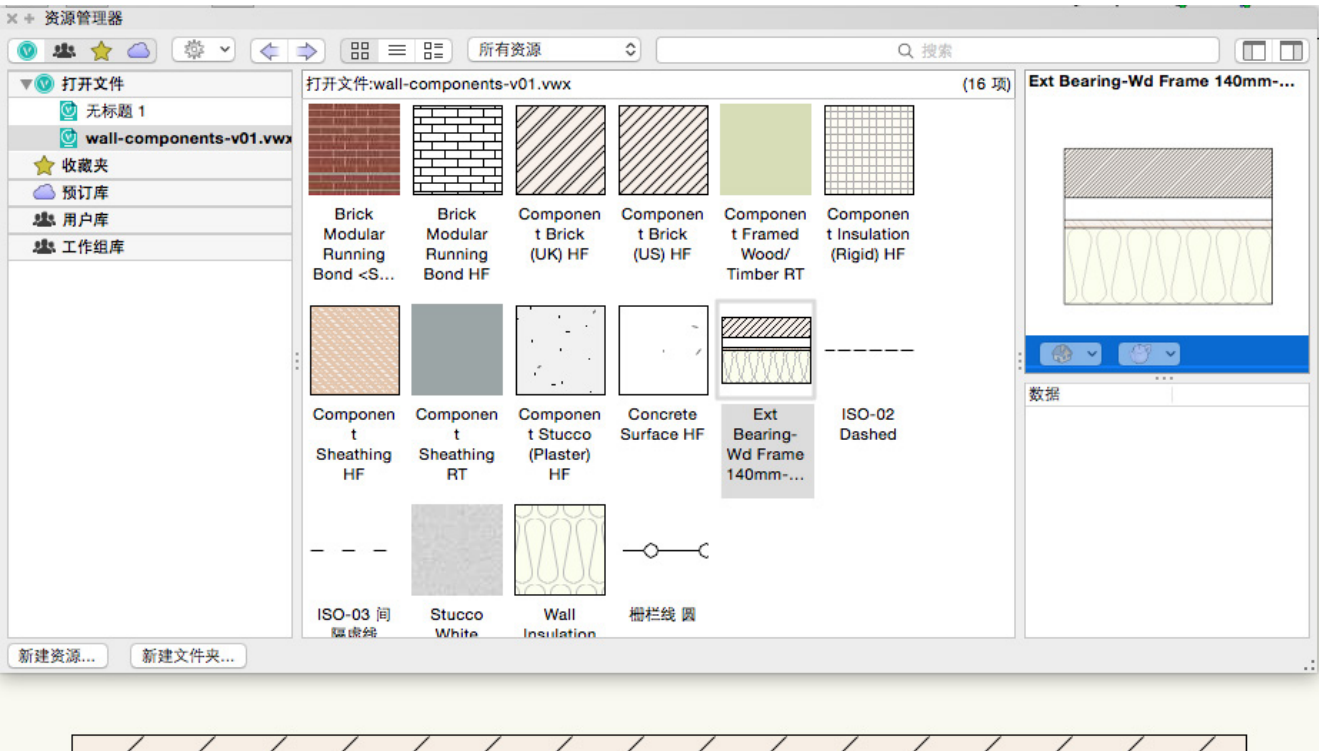 资源管理器
所有资源
搜索
打开文件
无标题 1
wall-components-v01.vwx
收藏夹
预订库
用户库
工作组库
打开文件:wall-components-v01.vwx
(16 项)
Brick
Modular
Running
Bond <S...
Brick
Modular
Running
Bond HF
Componen
t Brick
(UK) HF
Componen
t Brick
(US) HF
Componen
t Framed
Wood/
Timber RT
Componen
t Insulation
(Rigid) HF
Componen
t
Sheathing
HF
Componen
t
Sheathing
RT
Componen
t Stucco
(Plaster)
HF
Concrete
Surface HF
Ext
Bearing-
Wd Frame
140mm-...
ISO-02
Dashed
ISO-03 间
隔虚线
Stucco
White
Wall
Insulation
栅栏线 圆
Ext Bearing-Wd Frame 140mm-...
数据
新建资源...
新建文件夹...